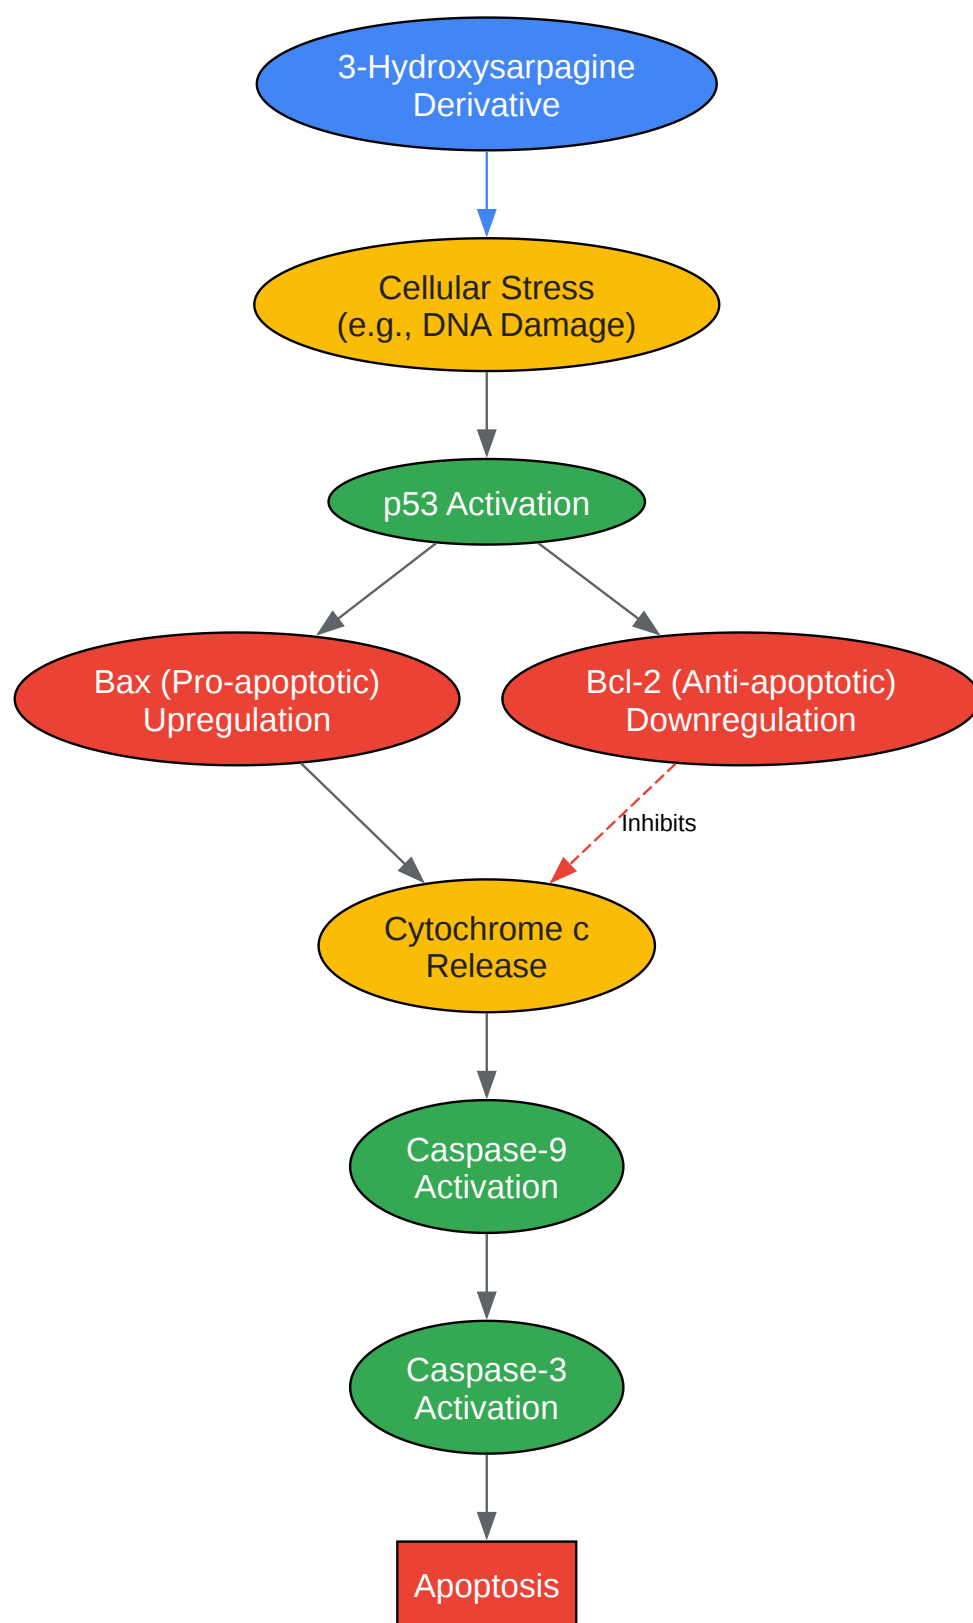 3-Hydroxysarpagine
Derivative
Cellular Stress
(e.g., DNA Damage)
p53 Activation
Bax (Pro-apoptotic)
Upregulation
Bcl-2 (Anti-apoptotic)
Downregulation
Inhibits
Cytochrome c
Release
Caspase-9
Activation
Caspase-3
Activation
Apoptosis